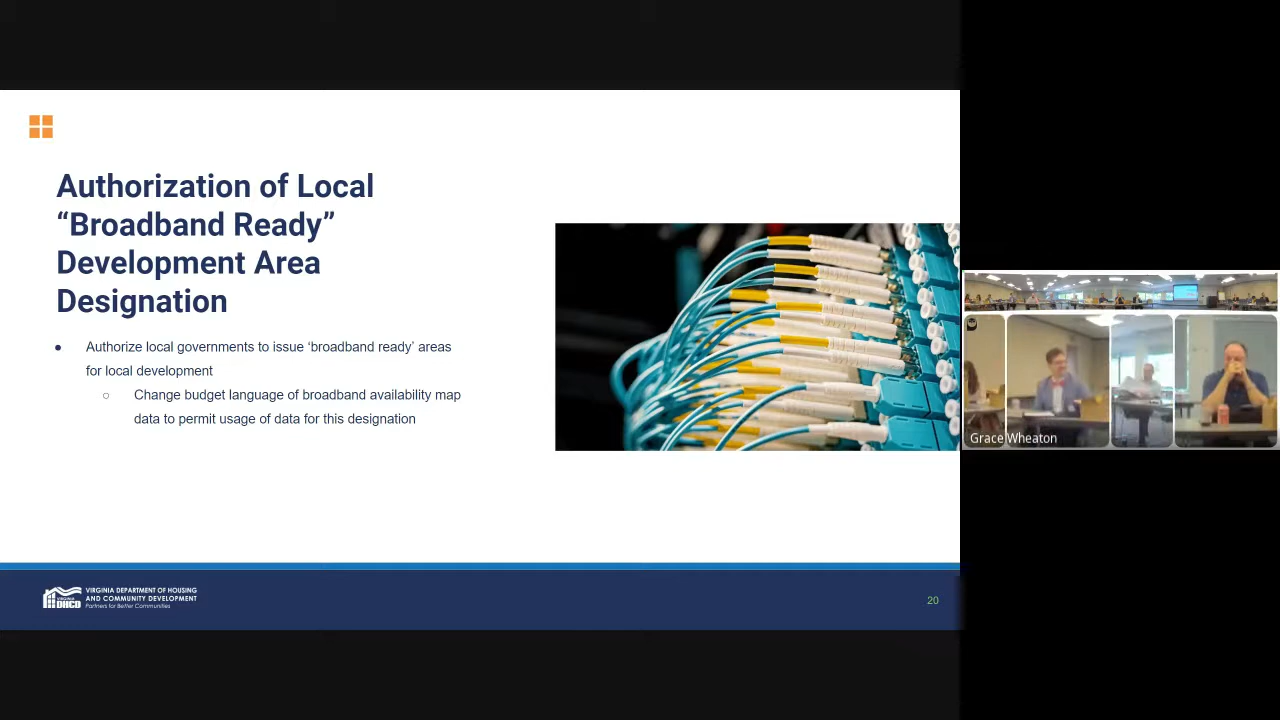 Authorization of Local
“Broadband Ready”
Development Area
Designation
● Authorize local governments to issue ‘broadband ready’ areas
for local development
○ Change budget language of broadband availability map
data to permit usage of data for this designation
VIRGINIA DHCD
VIRGINIA DEPARTMENT OF HOUSING
AND COMMUNITY DEVELOPMENT
Partners for Better Communities
20
Grace Wheaton